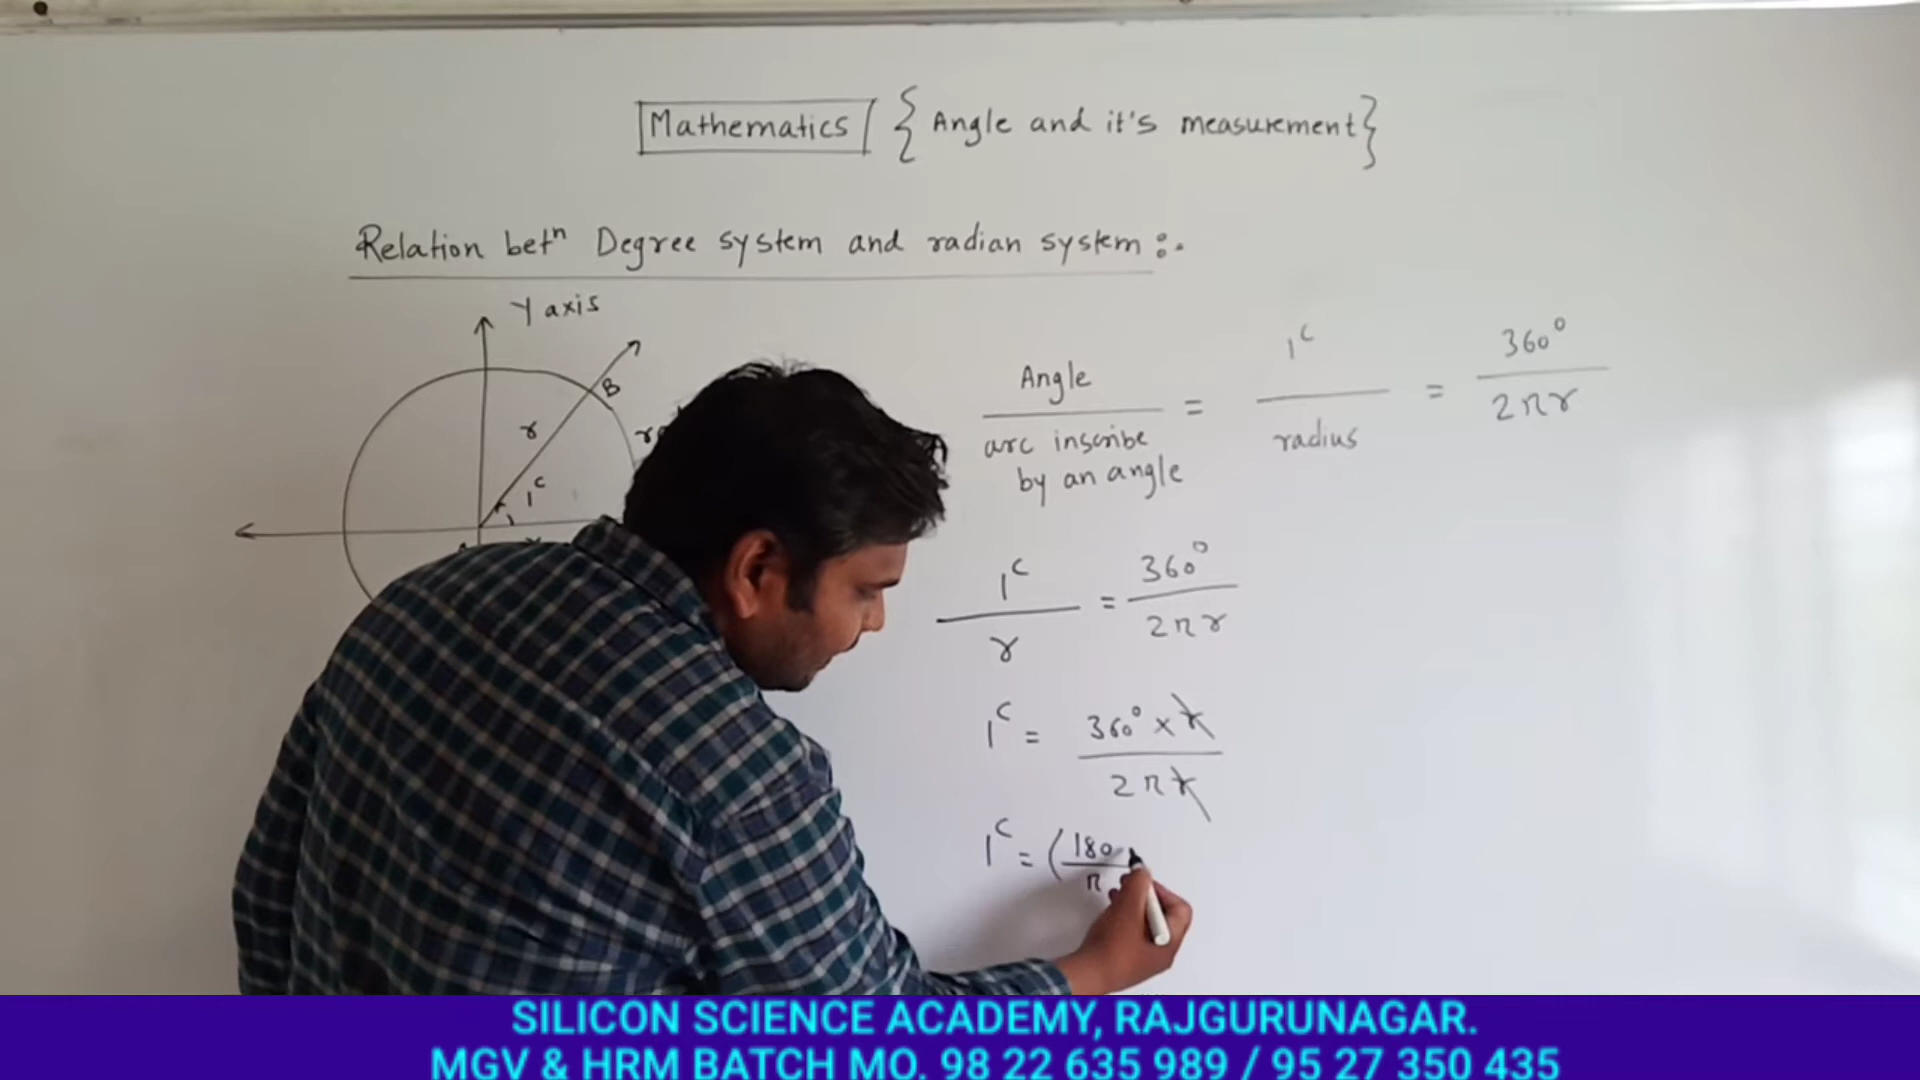 Mathematics { Angle and it's measurement }
Relation betⁿ Degree system and radian system :-
Y axis
B
r
1ᶜ
Angle / arc inscribe by an angle = 1ᶜ / radius = 360° / 2πr
1ᶜ / r = 360° / 2πr
1ᶜ = 360° × r / 2πr
1ᶜ = ( 180 / π
SILICON SCIENCE ACADEMY, RAJGURUNAGAR.
MGV & HRM BATCH MO. 98 22 635 989 / 95 27 350 435